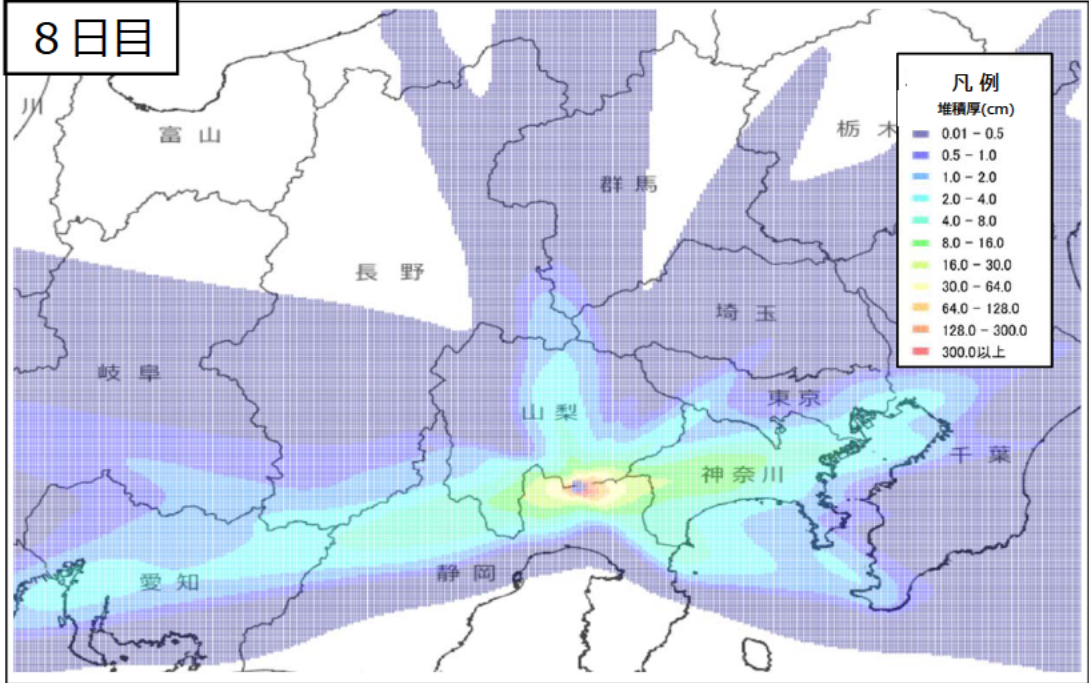 8日目
川
富山
栃木
群馬
長野
埼玉
岐阜
東京
山梨
千葉
神奈川
静岡
愛知
凡例
堆積厚(cm)
0.01 - 0.5
0.5 - 1.0
1.0 - 2.0
2.0 - 4.0
4.0 - 8.0
8.0 - 16.0
16.0 - 30.0
30.0 - 64.0
64.0 - 128.0
128.0 - 300.0
300.0以上